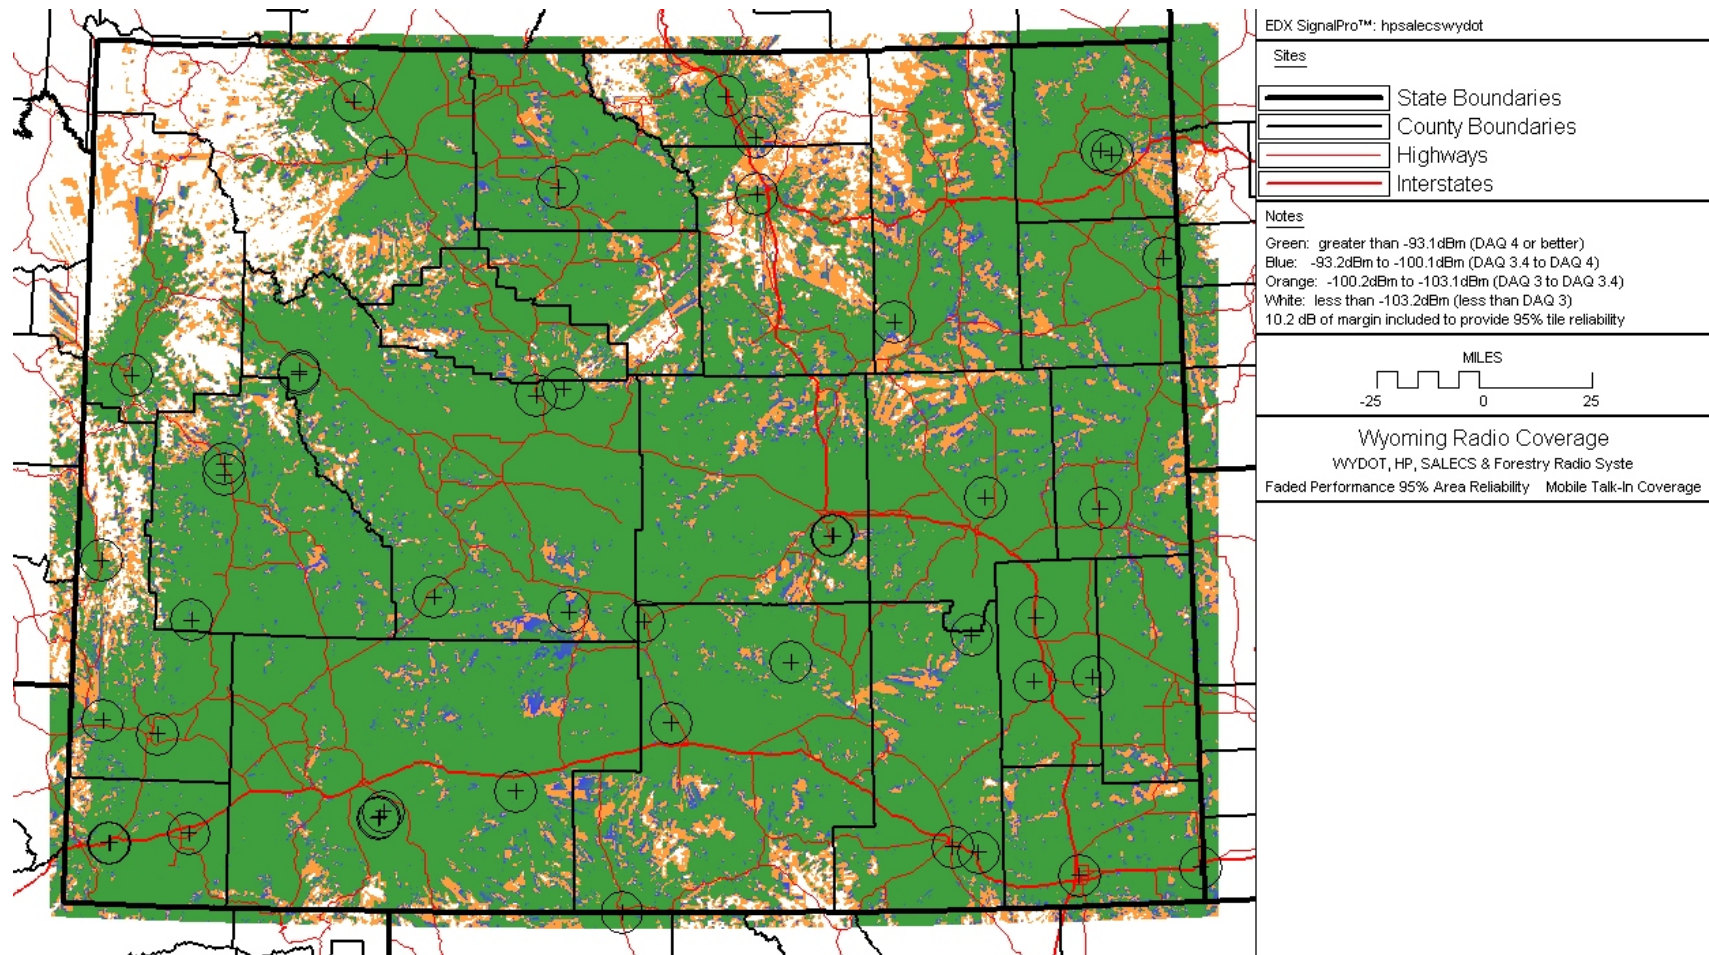 EDX SignalPro™: hpsalecswydot
Sites
State Boundaries
County Boundaries
Highways
Interstates
Notes
Green: greater than -93.1dBm (DAQ 4 or better)
Blue: -93.2dBm to -100.1dBm (DAQ 3.4 to DAQ 4)
Orange: -100.2dBm to -103.1dBm (DAQ 3 to DAQ 3.4)
White: less than -103.2dBm (less than DAQ 3)
10.2 dB of margin included to provide 95% tile reliability
MILES
-25 0 25
Wyoming Radio Coverage
WYDOT, HP, SALECS & Forestry Radio Syste
Faded Performance 95% Area Reliability Mobile Talk-In Coverage